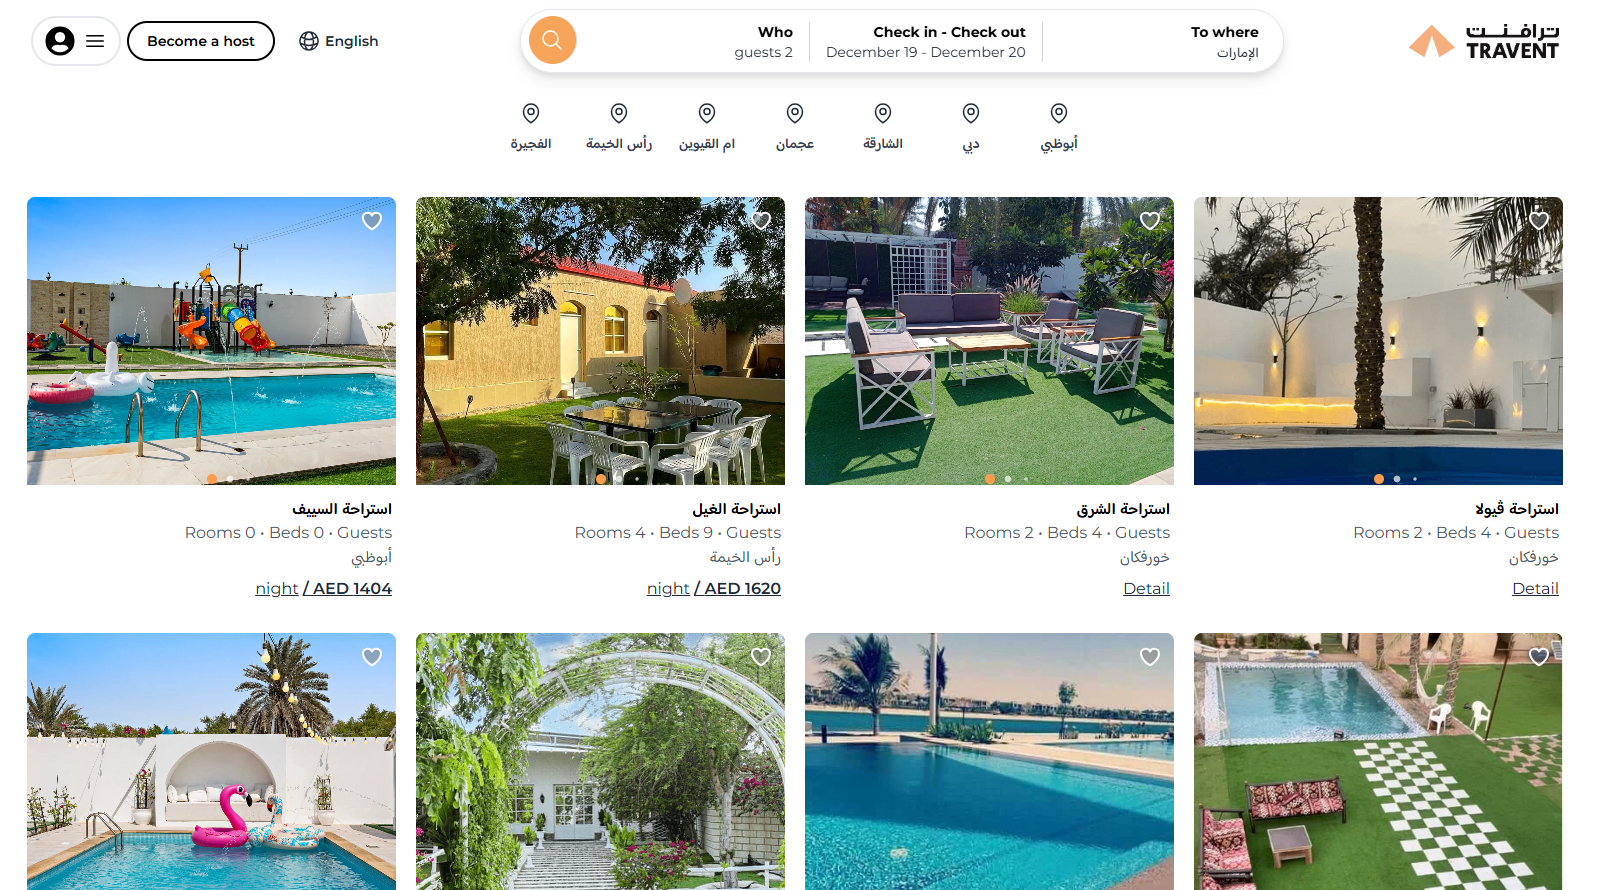 Become a host
English
Who
guests 2
Check in - Check out
December 19 - December 20
To where
الإمارات
ترافنت
TRAVENT
أبوظبي
دبي
الشارقة
عجمان
ام القيوين
رأس الخيمة
الفجيرة
استراحة السييف
Rooms 0 • Beds 0 • Guests
أبوظبي
night / AED 1404
استراحة الغيل
Rooms 4 • Beds 9 • Guests
رأس الخيمة
night / AED 1620
استراحة الشرق
Rooms 2 • Beds 4 • Guests
خورفكان
Detail
استراحة ڤيولا
Rooms 2 • Beds 4 • Guests
خورفكان
Detail